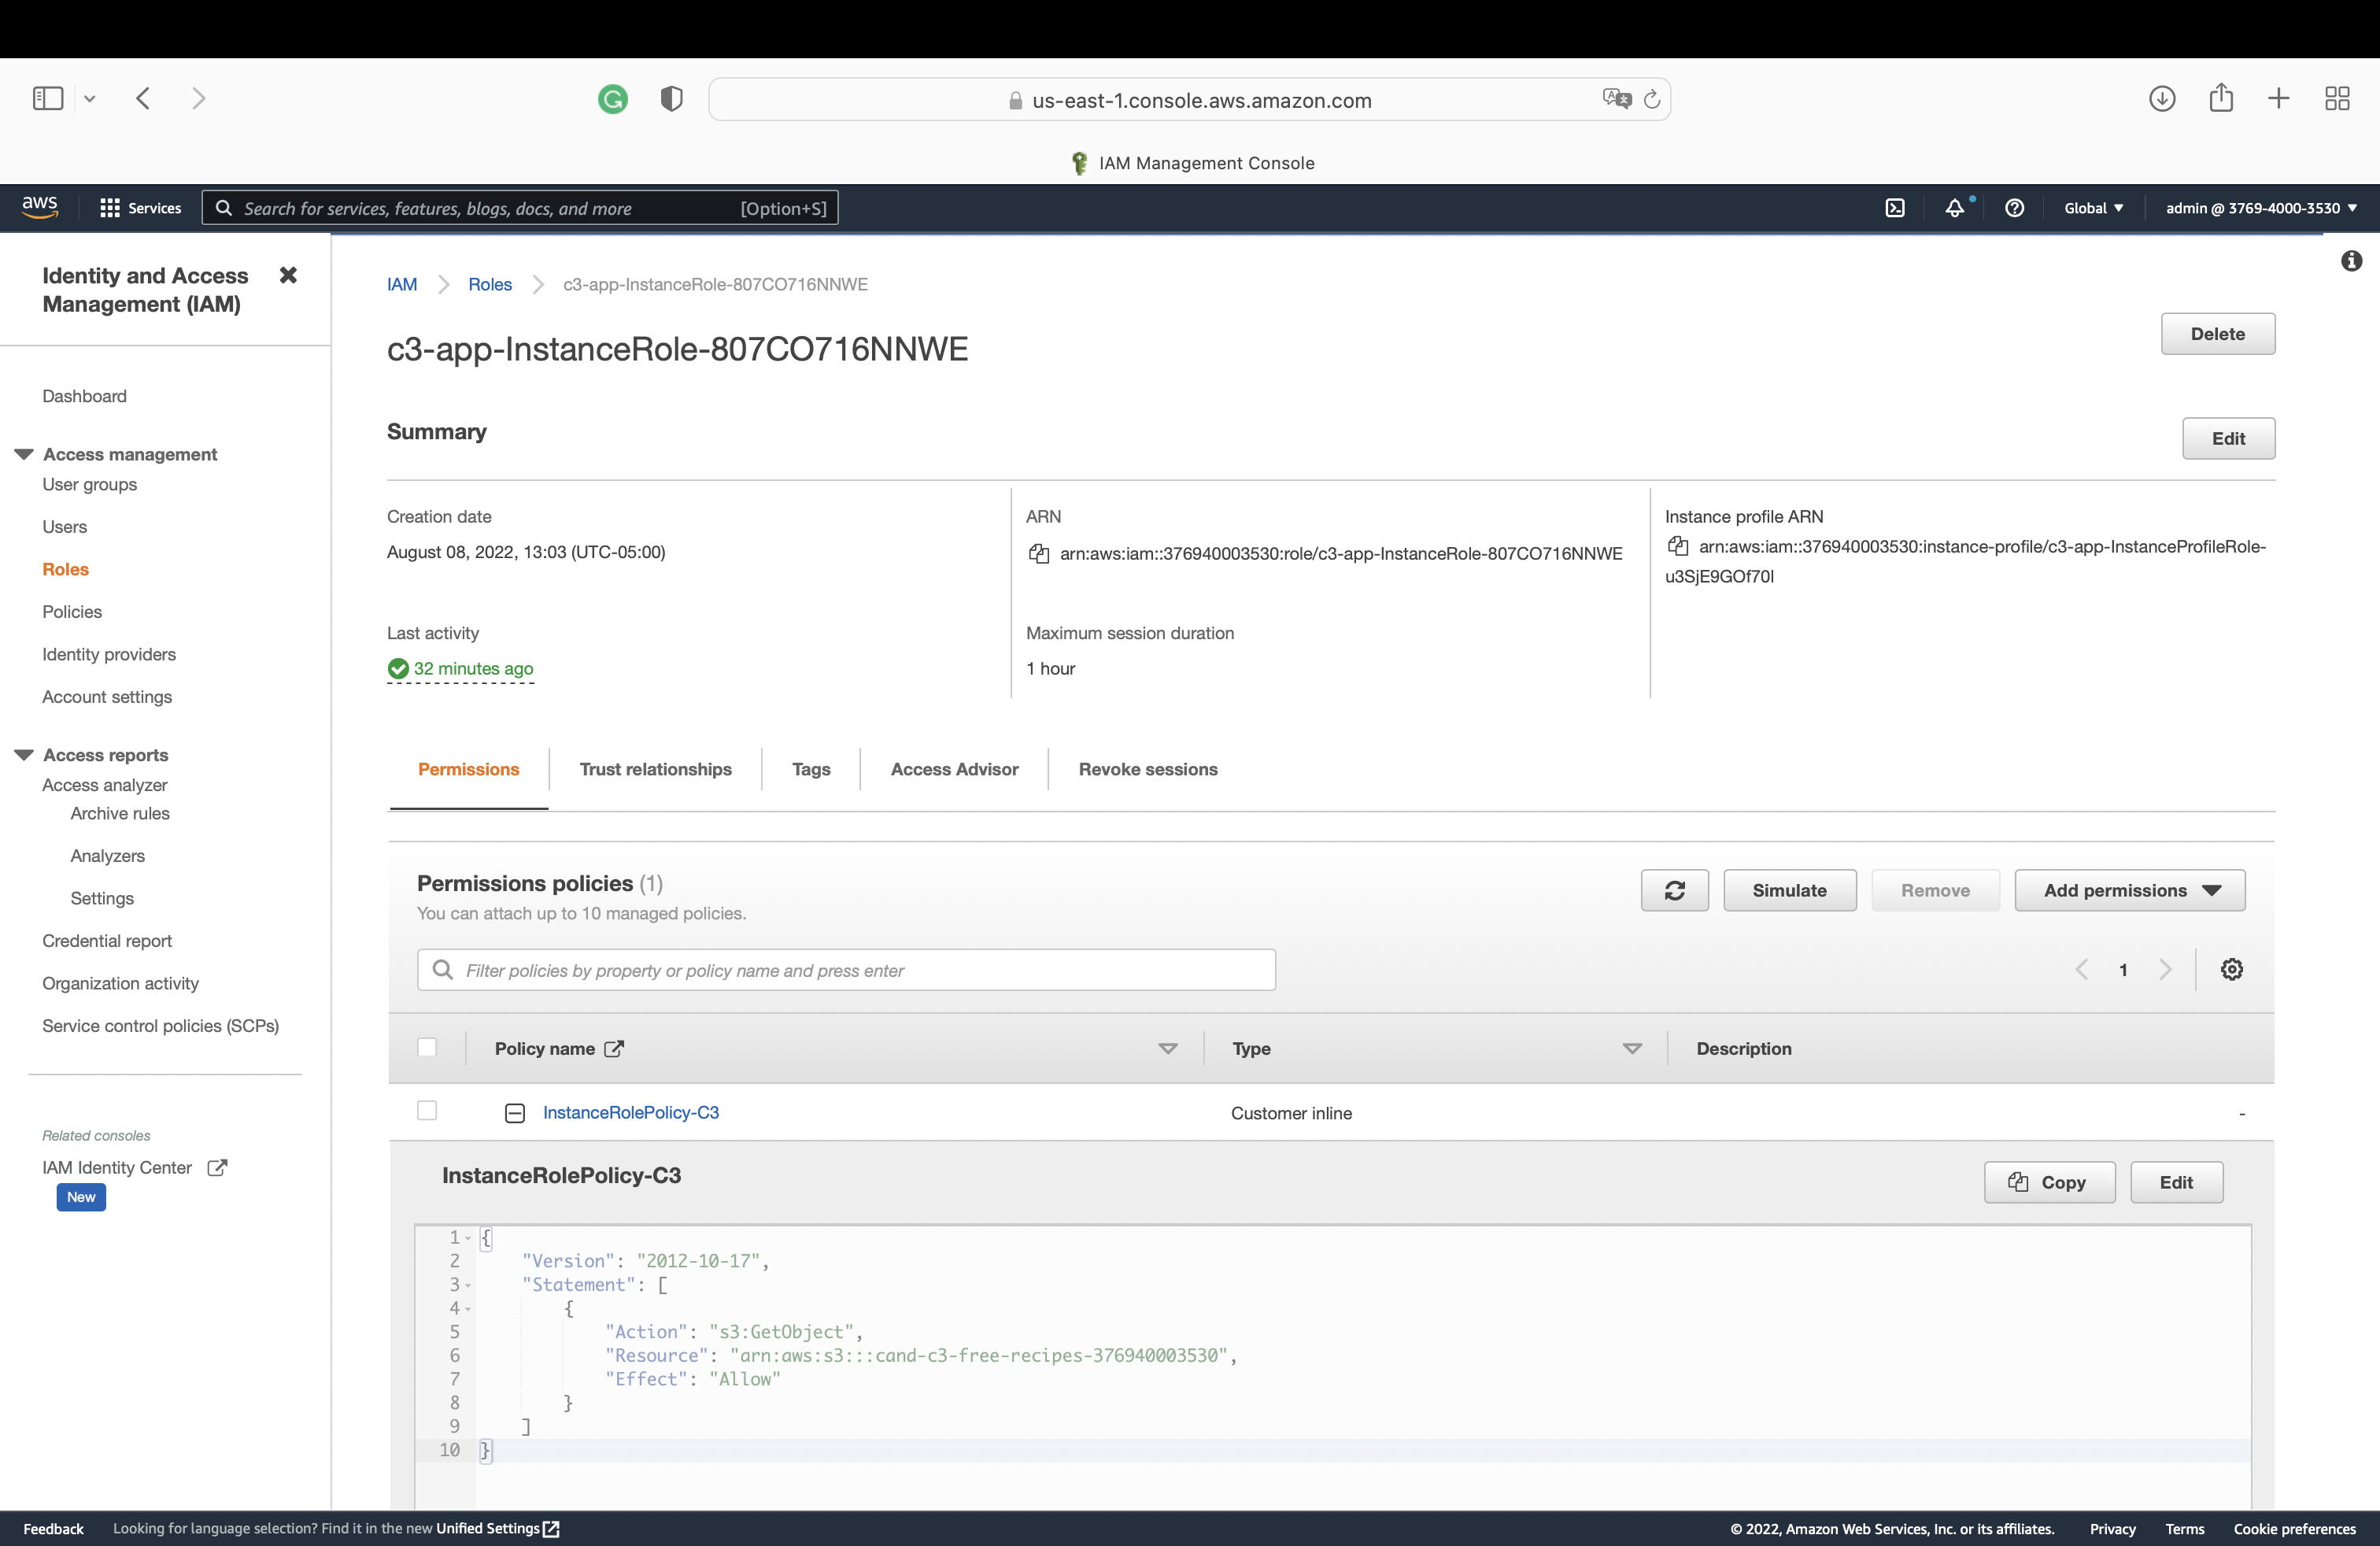 us-east-1.console.aws.amazon.com
IAM Management Console
aws
Services
Search for services, features, blogs, docs, and more
[Option+S]
Global
admin @ 3769-4000-3530
Identity and Access
Management (IAM)
Dashboard
Access management
User groups
Users
Roles
Policies
Identity providers
Account settings
Access reports
Access analyzer
Archive rules
Analyzers
Settings
Credential report
Organization activity
Service control policies (SCPs)
Related consoles
IAM Identity Center
New
IAM
Roles
c3-app-InstanceRole-807CO716NNWE
c3-app-InstanceRole-807CO716NNWE
Delete
Summary
Edit
Creation date
August 08, 2022, 13:03 (UTC-05:00)
ARN
arn:aws:iam::376940003530:role/c3-app-InstanceRole-807CO716NNWE
Instance profile ARN
arn:aws:iam::376940003530:instance-profile/c3-app-InstanceProfileRole-
u3SjE9GOf70I
Last activity
32 minutes ago
Maximum session duration
1 hour
Permissions
Trust relationships
Tags
Access Advisor
Revoke sessions
Permissions policies (1)
You can attach up to 10 managed policies.
Simulate
Remove
Add permissions
Filter policies by property or policy name and press enter
1
Policy name
Type
Description
InstanceRolePolicy-C3
Customer inline
-
InstanceRolePolicy-C3
Copy
Edit
1 {
2 "Version": "2012-10-17",
3 "Statement": [
4 {
5 "Action": "s3:GetObject",
6 "Resource": "arn:aws:s3:::cand-c3-free-recipes-376940003530",
7 "Effect": "Allow"
8 }
9 ]
10 }
Feedback
Looking for language selection? Find it in the new Unified Settings
© 2022, Amazon Web Services, Inc. or its affiliates.
Privacy
Terms
Cookie preferences